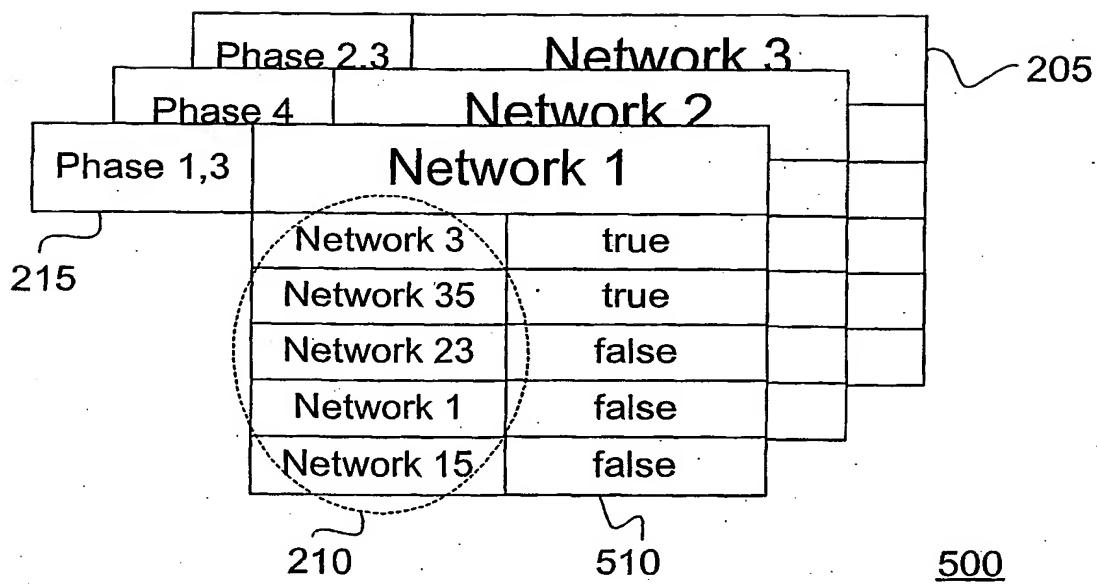 Phase 2,3 Network 3
205
Phase 4 Network 2
Phase 1,3 Network 1
Network 3 true
215
Network 35 true
Network 23 false
Network 1 false
Network 15 false
210 510 500